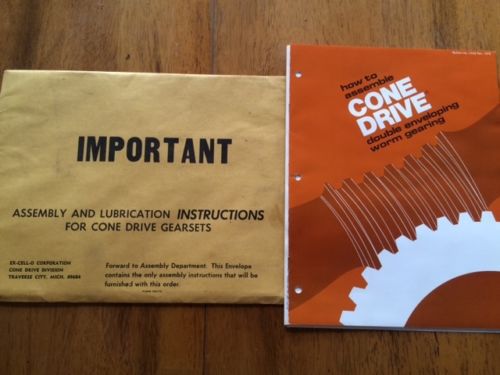 IMPORTANT
ASSEMBLY AND LUBRICATION INSTRUCTIONS
FOR CONE DRIVE GEARSETS
EX-CELL-O CORPORATION
CONE DRIVE DIVISION
TRAVERSE CITY, MICH. 49684
Forward to Assembly Department. This Envelope
contains the only assembly instructions that will be
furnished with this order.
how to
assemble
CONE
DRIVE
double enveloping
worm gearing